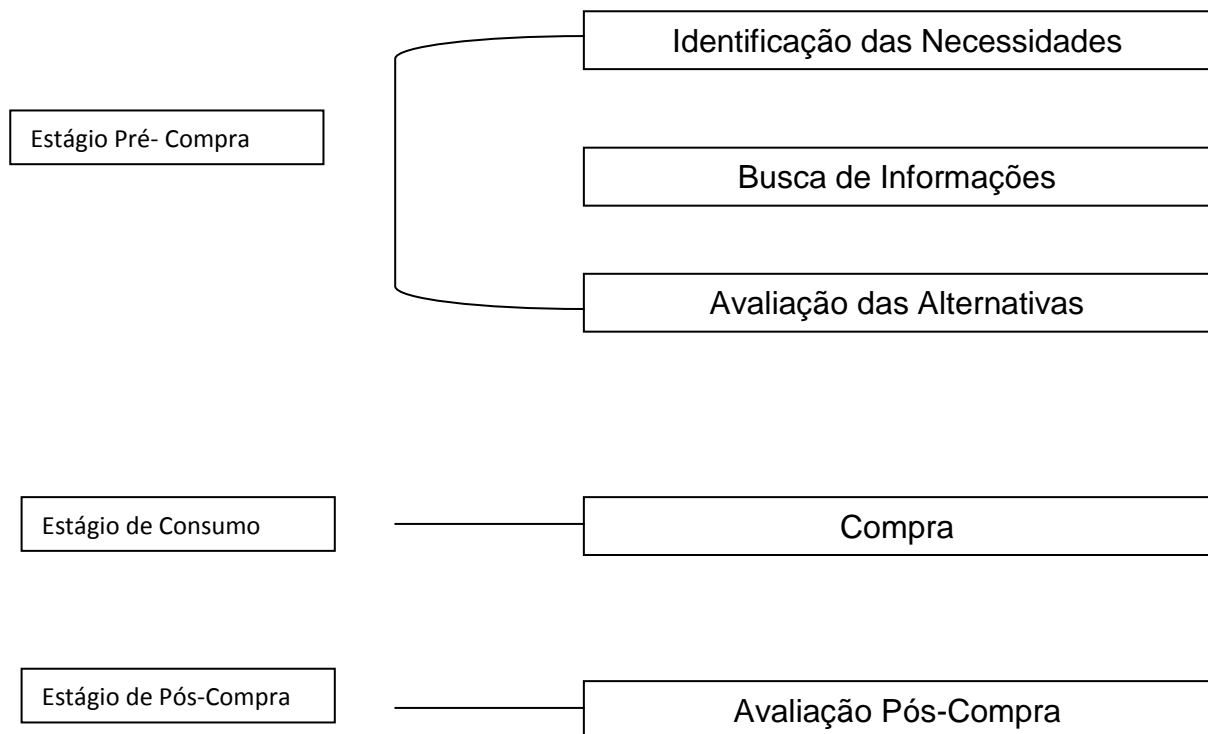 Identificação das Necessidades
Estágio Pré- Compra
Busca de Informações
Avaliação das Alternativas
Estágio de Consumo
Compra
Estágio de Pós-Compra
Avaliação Pós-Compra